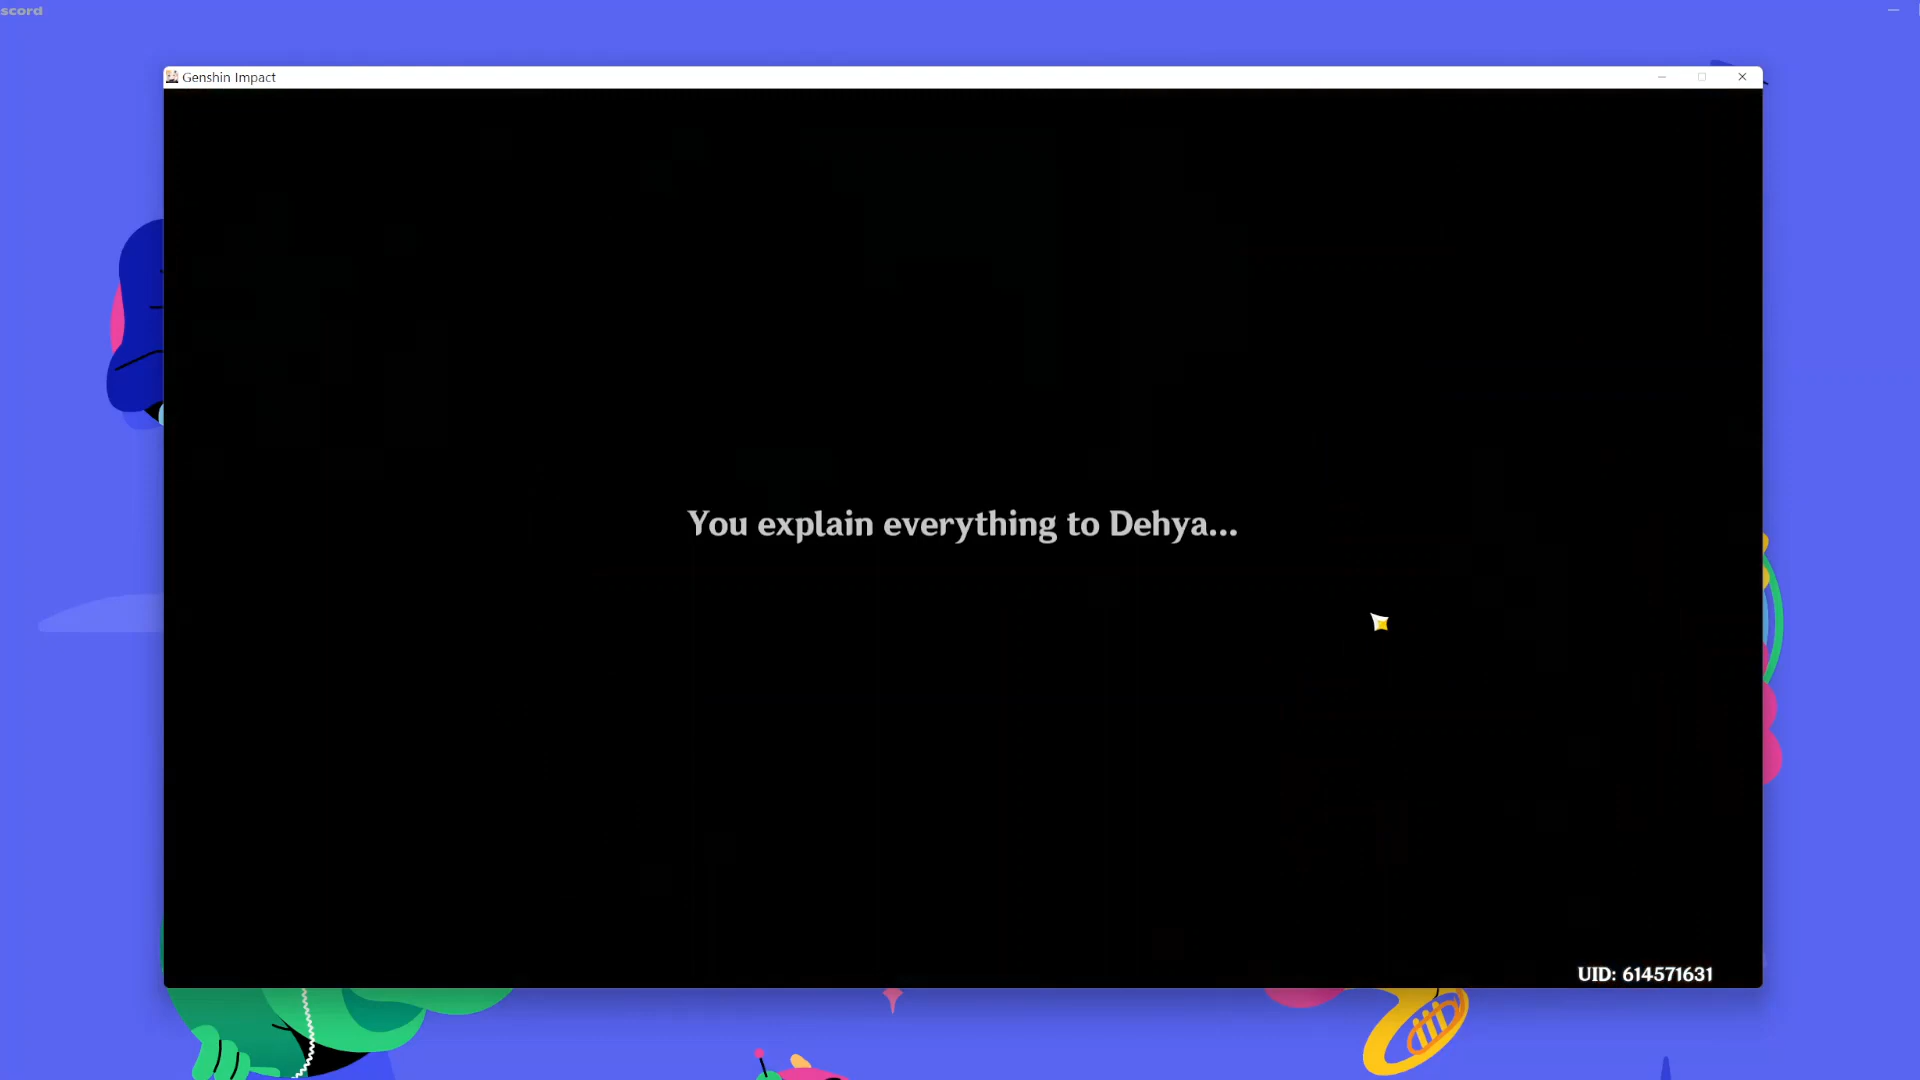 scord
Genshin Impact
You explain everything to Dehya...
UID: 614571631